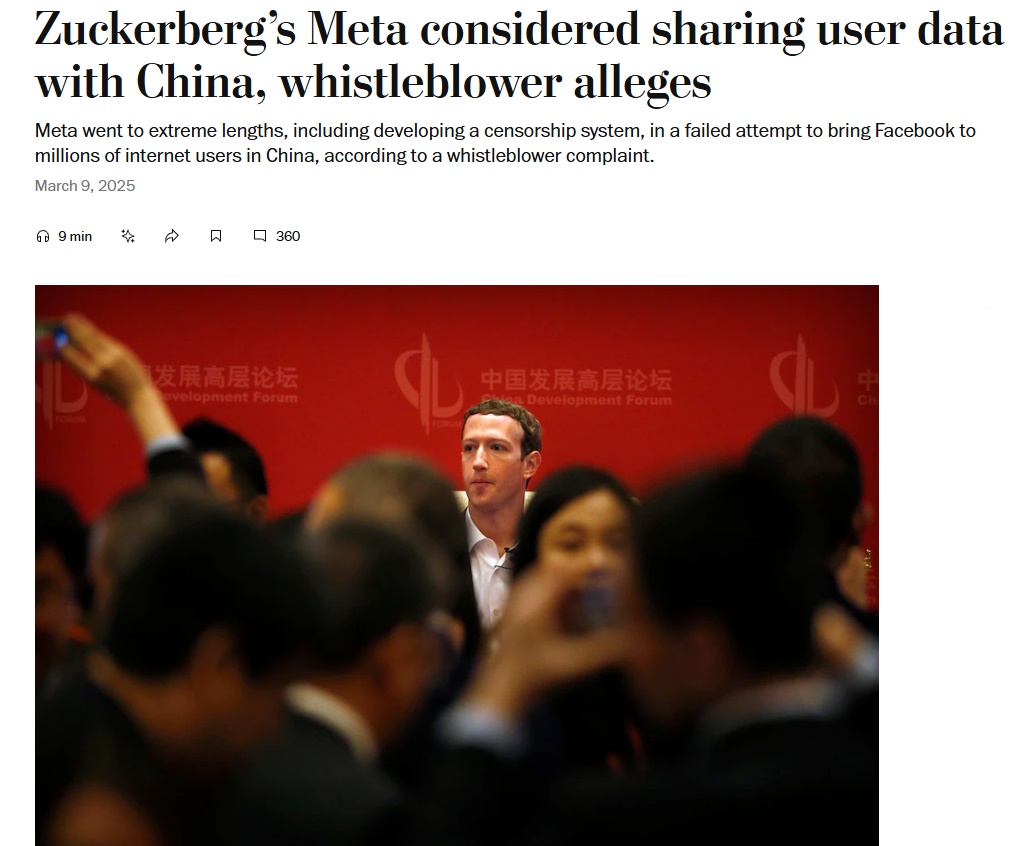 Zuckerberg’s Meta considered sharing user data
with China, whistleblower alleges
Meta went to extreme lengths, including developing a censorship system, in a failed attempt to bring Facebook to
millions of internet users in China, according to a whistleblower complaint.
March 9, 2025
9 min
360
国发展高层论坛
Development Forum
FORUM
中国发展高层论坛
China Development Forum
中
Ch